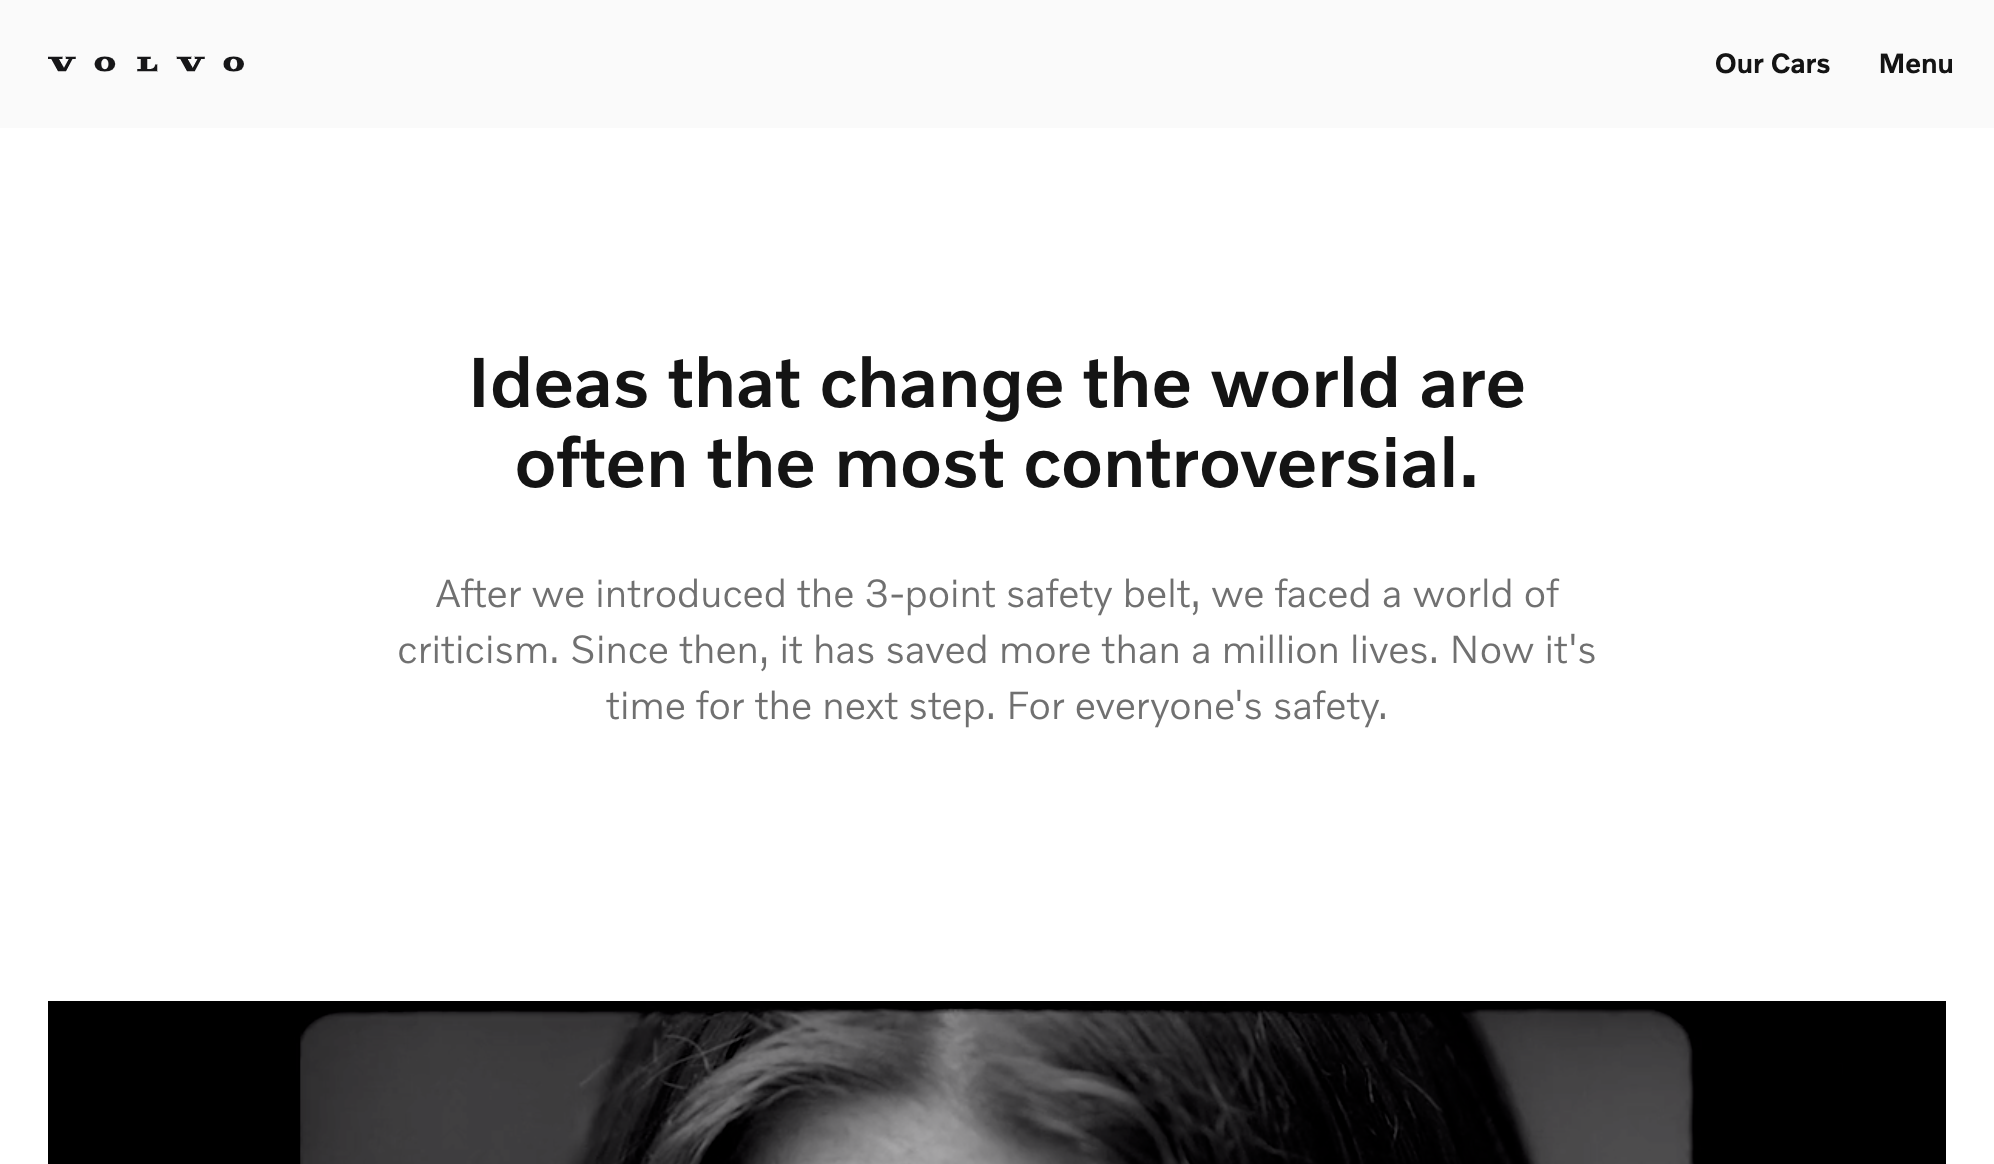 VOLVO
Our Cars
Menu
Ideas that change the world are
often the most controversial.
After we introduced the 3-point safety belt, we faced a world of
criticism. Since then, it has saved more than a million lives. Now it's
time for the next step. For everyone's safety.